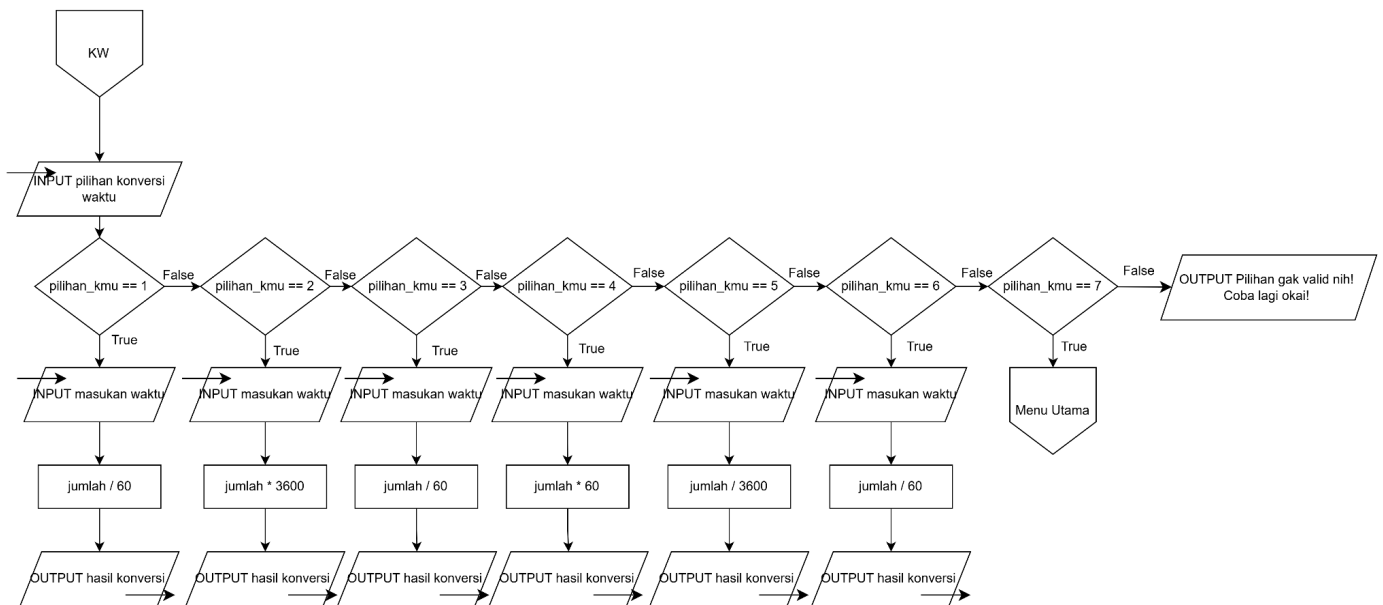 KW
INPUT pilihan konversi
waktu
pilihan_kmu == 1
False
pilihan_kmu == 2
False
pilihan_kmu == 3
False
pilihan_kmu == 4
False
pilihan_kmu == 5
False
pilihan_kmu == 6
False
pilihan_kmu == 7
False
OUTPUT Pilihan gak valid nih!
Coba lagi okai!
True
True
True
True
True
True
True
INPUT masukan waktu
INPUT masukan waktu
INPUT masukan waktu
INPUT masukan waktu
INPUT masukan waktu
INPUT masukan waktu
Menu Utama
jumlah / 60
jumlah * 3600
jumlah / 60
jumlah * 60
jumlah / 3600
jumlah / 60
OUTPUT hasil konversi
OUTPUT hasil konversi
OUTPUT hasil konversi
OUTPUT hasil konversi
OUTPUT hasil konversi
OUTPUT hasil konversi